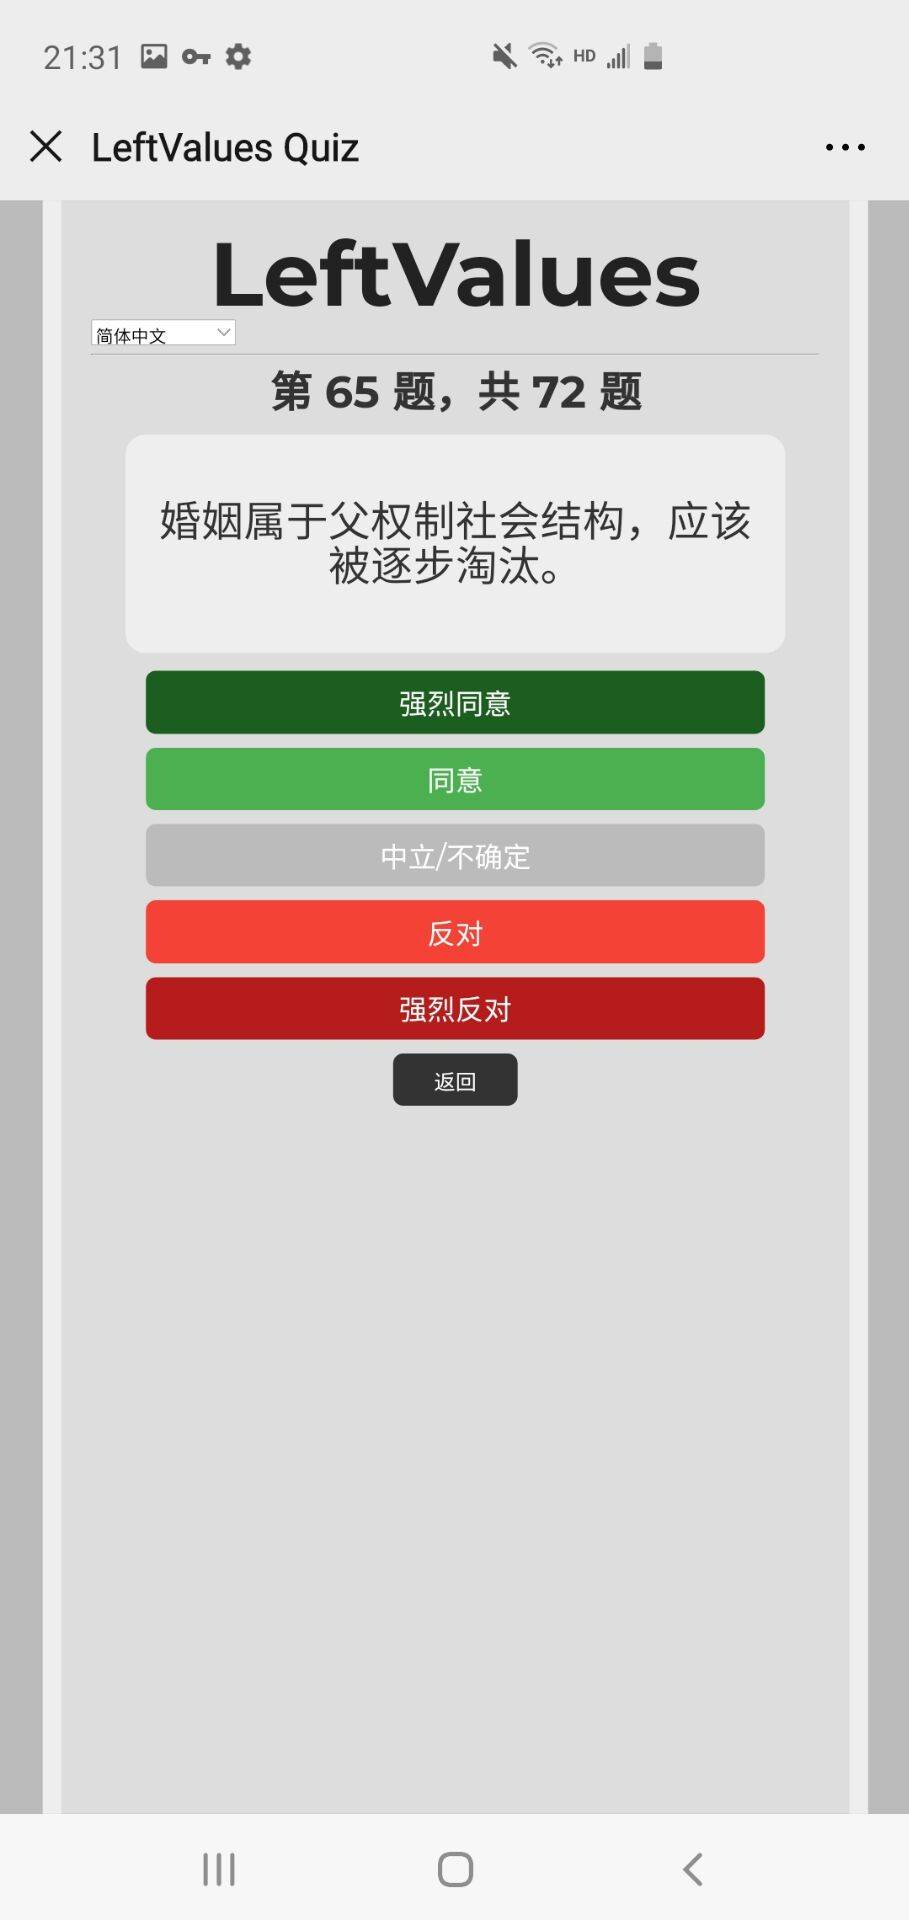 21:31
HD
LeftValues Quiz
LeftValues
简体中文
第 65 题，共 72 题
婚姻属于父权制社会结构，应该
被逐步淘汰。
强烈同意
同意
中立/不确定
反对
强烈反对
返回